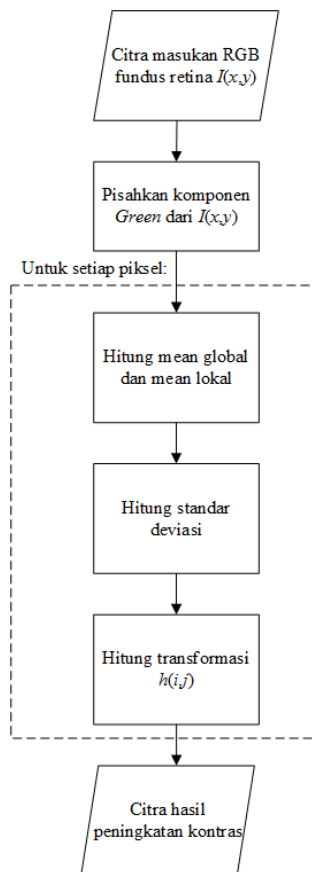 Citra masukan RGB
fundus retina I(x,y)
Pisahkan komponen
Green dari I(x,y)
Untuk setiap piksel:
Hitung mean global
dan mean lokal
Hitung standar
deviasi
Hitung transformasi
h(i,j)
Citra hasil
peningkatan kontras